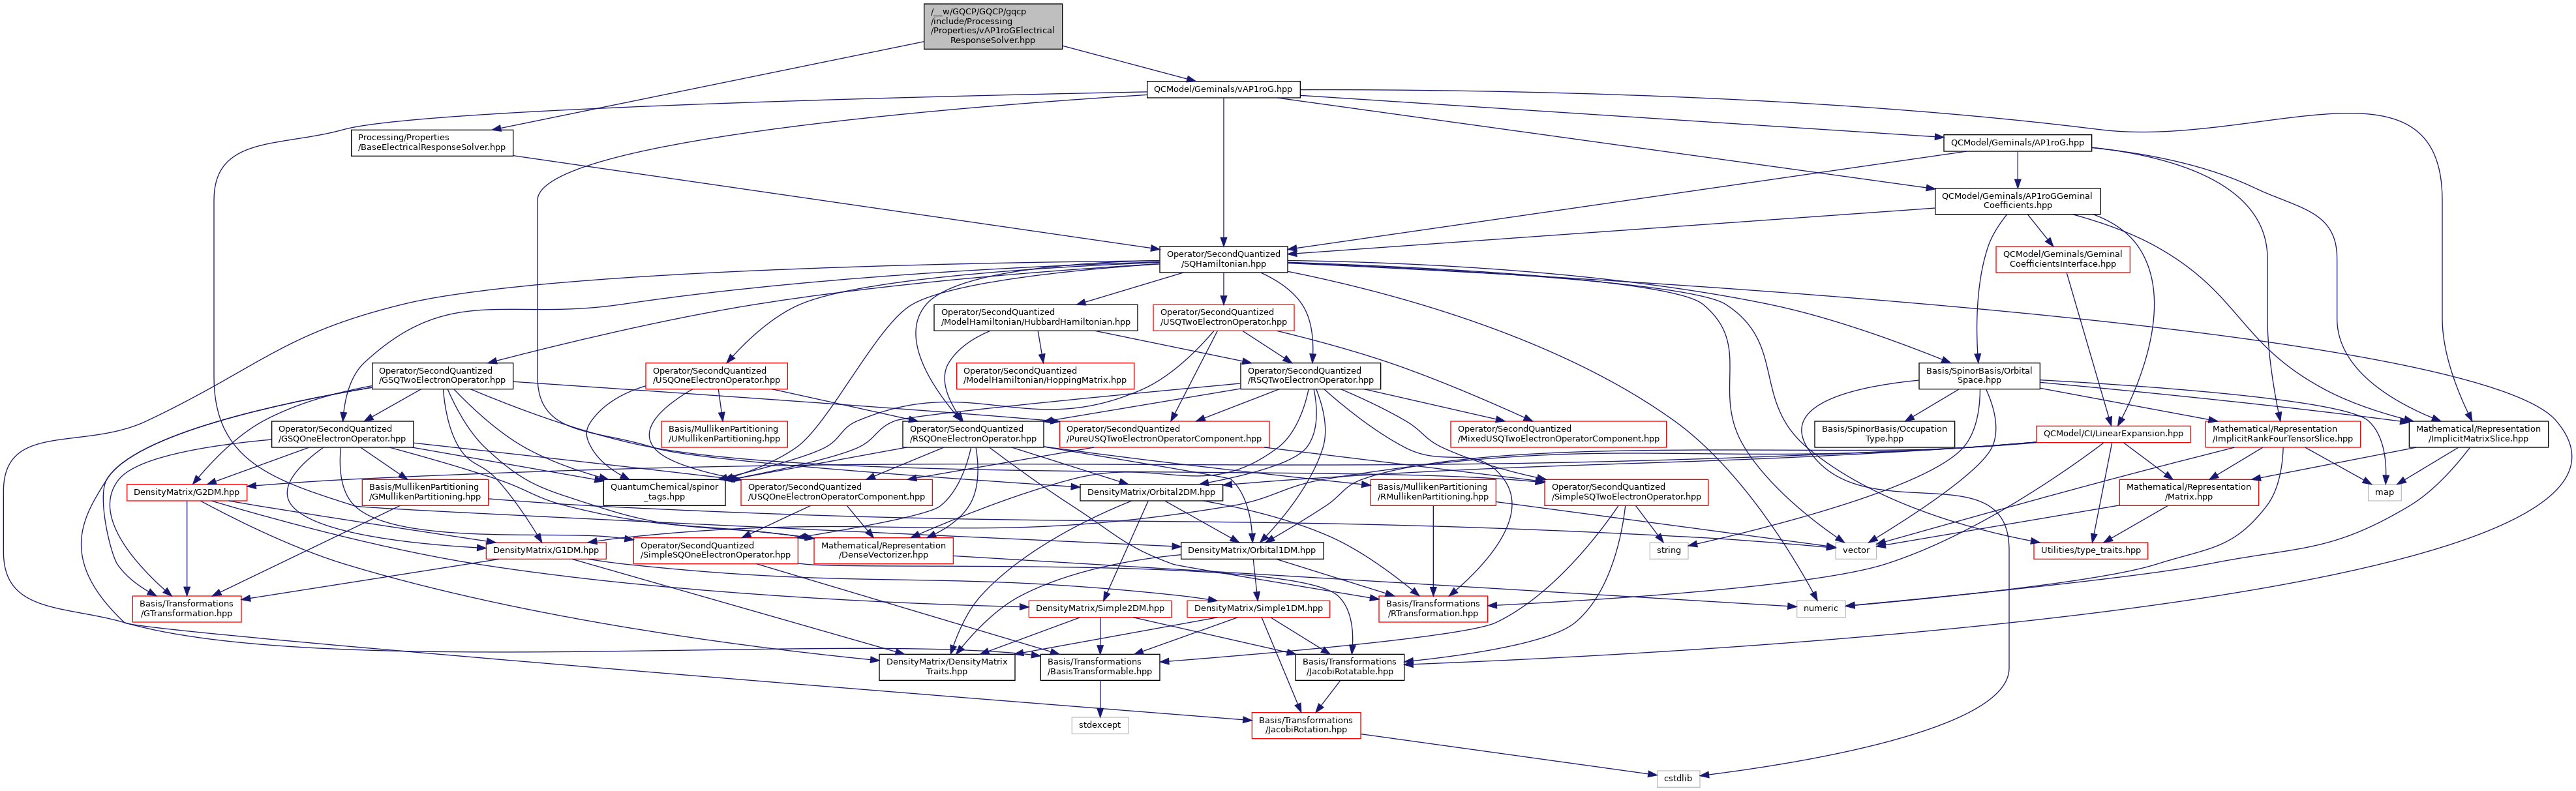 /__w/GQCP/GQCP/gqcp
/include/Processing
/Properties/vAP1roGElectrical
ResponseSolver.hpp
QCModel/Geminals/vAP1roG.hpp
Processing/Properties
/BaseElectricalResponseSolver.hpp
QCModel/Geminals/AP1roG.hpp
QCModel/Geminals/AP1roGGeminal
Coefficients.hpp
Operator/SecondQuantized
/SQHamiltonian.hpp
QCModel/Geminals/Geminal
CoefficientsInterface.hpp
Operator/SecondQuantized
/ModelHamiltonian/HubbardHamiltonian.hpp
Operator/SecondQuantized
/USQTwoElectronOperator.hpp
Operator/SecondQuantized
/GSQTwoElectronOperator.hpp
Operator/SecondQuantized
/USQOneElectronOperator.hpp
Operator/SecondQuantized
/ModelHamiltonian/HoppingMatrix.hpp
Operator/SecondQuantized
/RSQTwoElectronOperator.hpp
Basis/SpinorBasis/Orbital
Space.hpp
Operator/SecondQuantized
/GSQOneElectronOperator.hpp
Basis/MullikenPartitioning
/UMullikenPartitioning.hpp
Operator/SecondQuantized
/RSQOneElectronOperator.hpp
Operator/SecondQuantized
/PureUSQTwoElectronOperatorComponent.hpp
Operator/SecondQuantized
/MixedUSQTwoElectronOperatorComponent.hpp
Basis/SpinorBasis/Occupation
Type.hpp
QCModel/CI/LinearExpansion.hpp
Mathematical/Representation
/ImplicitRankFourTensorSlice.hpp
Mathematical/Representation
/ImplicitMatrixSlice.hpp
DensityMatrix/G2DM.hpp
Basis/MullikenPartitioning
/GMullikenPartitioning.hpp
QuantumChemical/spinor
_tags.hpp
Operator/SecondQuantized
/USQOneElectronOperatorComponent.hpp
DensityMatrix/Orbital2DM.hpp
Basis/MullikenPartitioning
/RMullikenPartitioning.hpp
Operator/SecondQuantized
/SimpleSQTwoElectronOperator.hpp
Mathematical/Representation
/Matrix.hpp
map
DensityMatrix/G1DM.hpp
Operator/SecondQuantized
/SimpleSQOneElectronOperator.hpp
Mathematical/Representation
/DenseVectorizer.hpp
DensityMatrix/Orbital1DM.hpp
string
vector
Utilities/type_traits.hpp
Basis/Transformations
/GTransformation.hpp
DensityMatrix/Simple2DM.hpp
DensityMatrix/Simple1DM.hpp
Basis/Transformations
/RTransformation.hpp
numeric
DensityMatrix/DensityMatrix
Traits.hpp
Basis/Transformations
/BasisTransformable.hpp
Basis/Transformations
/JacobiRotatable.hpp
stdexcept
Basis/Transformations
/JacobiRotation.hpp
cstdlib